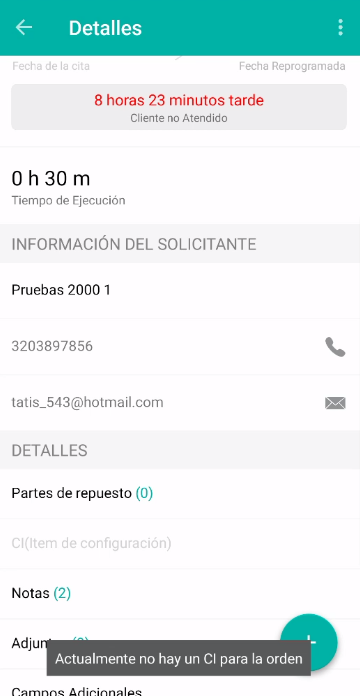 Detalles
Fecha de la cita
Fecha Reprogramada
8 horas 23 minutos tarde
Cliente no Atendido
0 h 30 m
Tiempo de Ejecución
INFORMACIÓN DEL SOLICITANTE
Pruebas 2000 1
3203897856
tatis_543@hotmail.com
DETALLES
Partes de repuesto (0)
CI(Item de configuración)
Notas (2)
Actualmente no hay un CI para la orden
Campos Adicionales